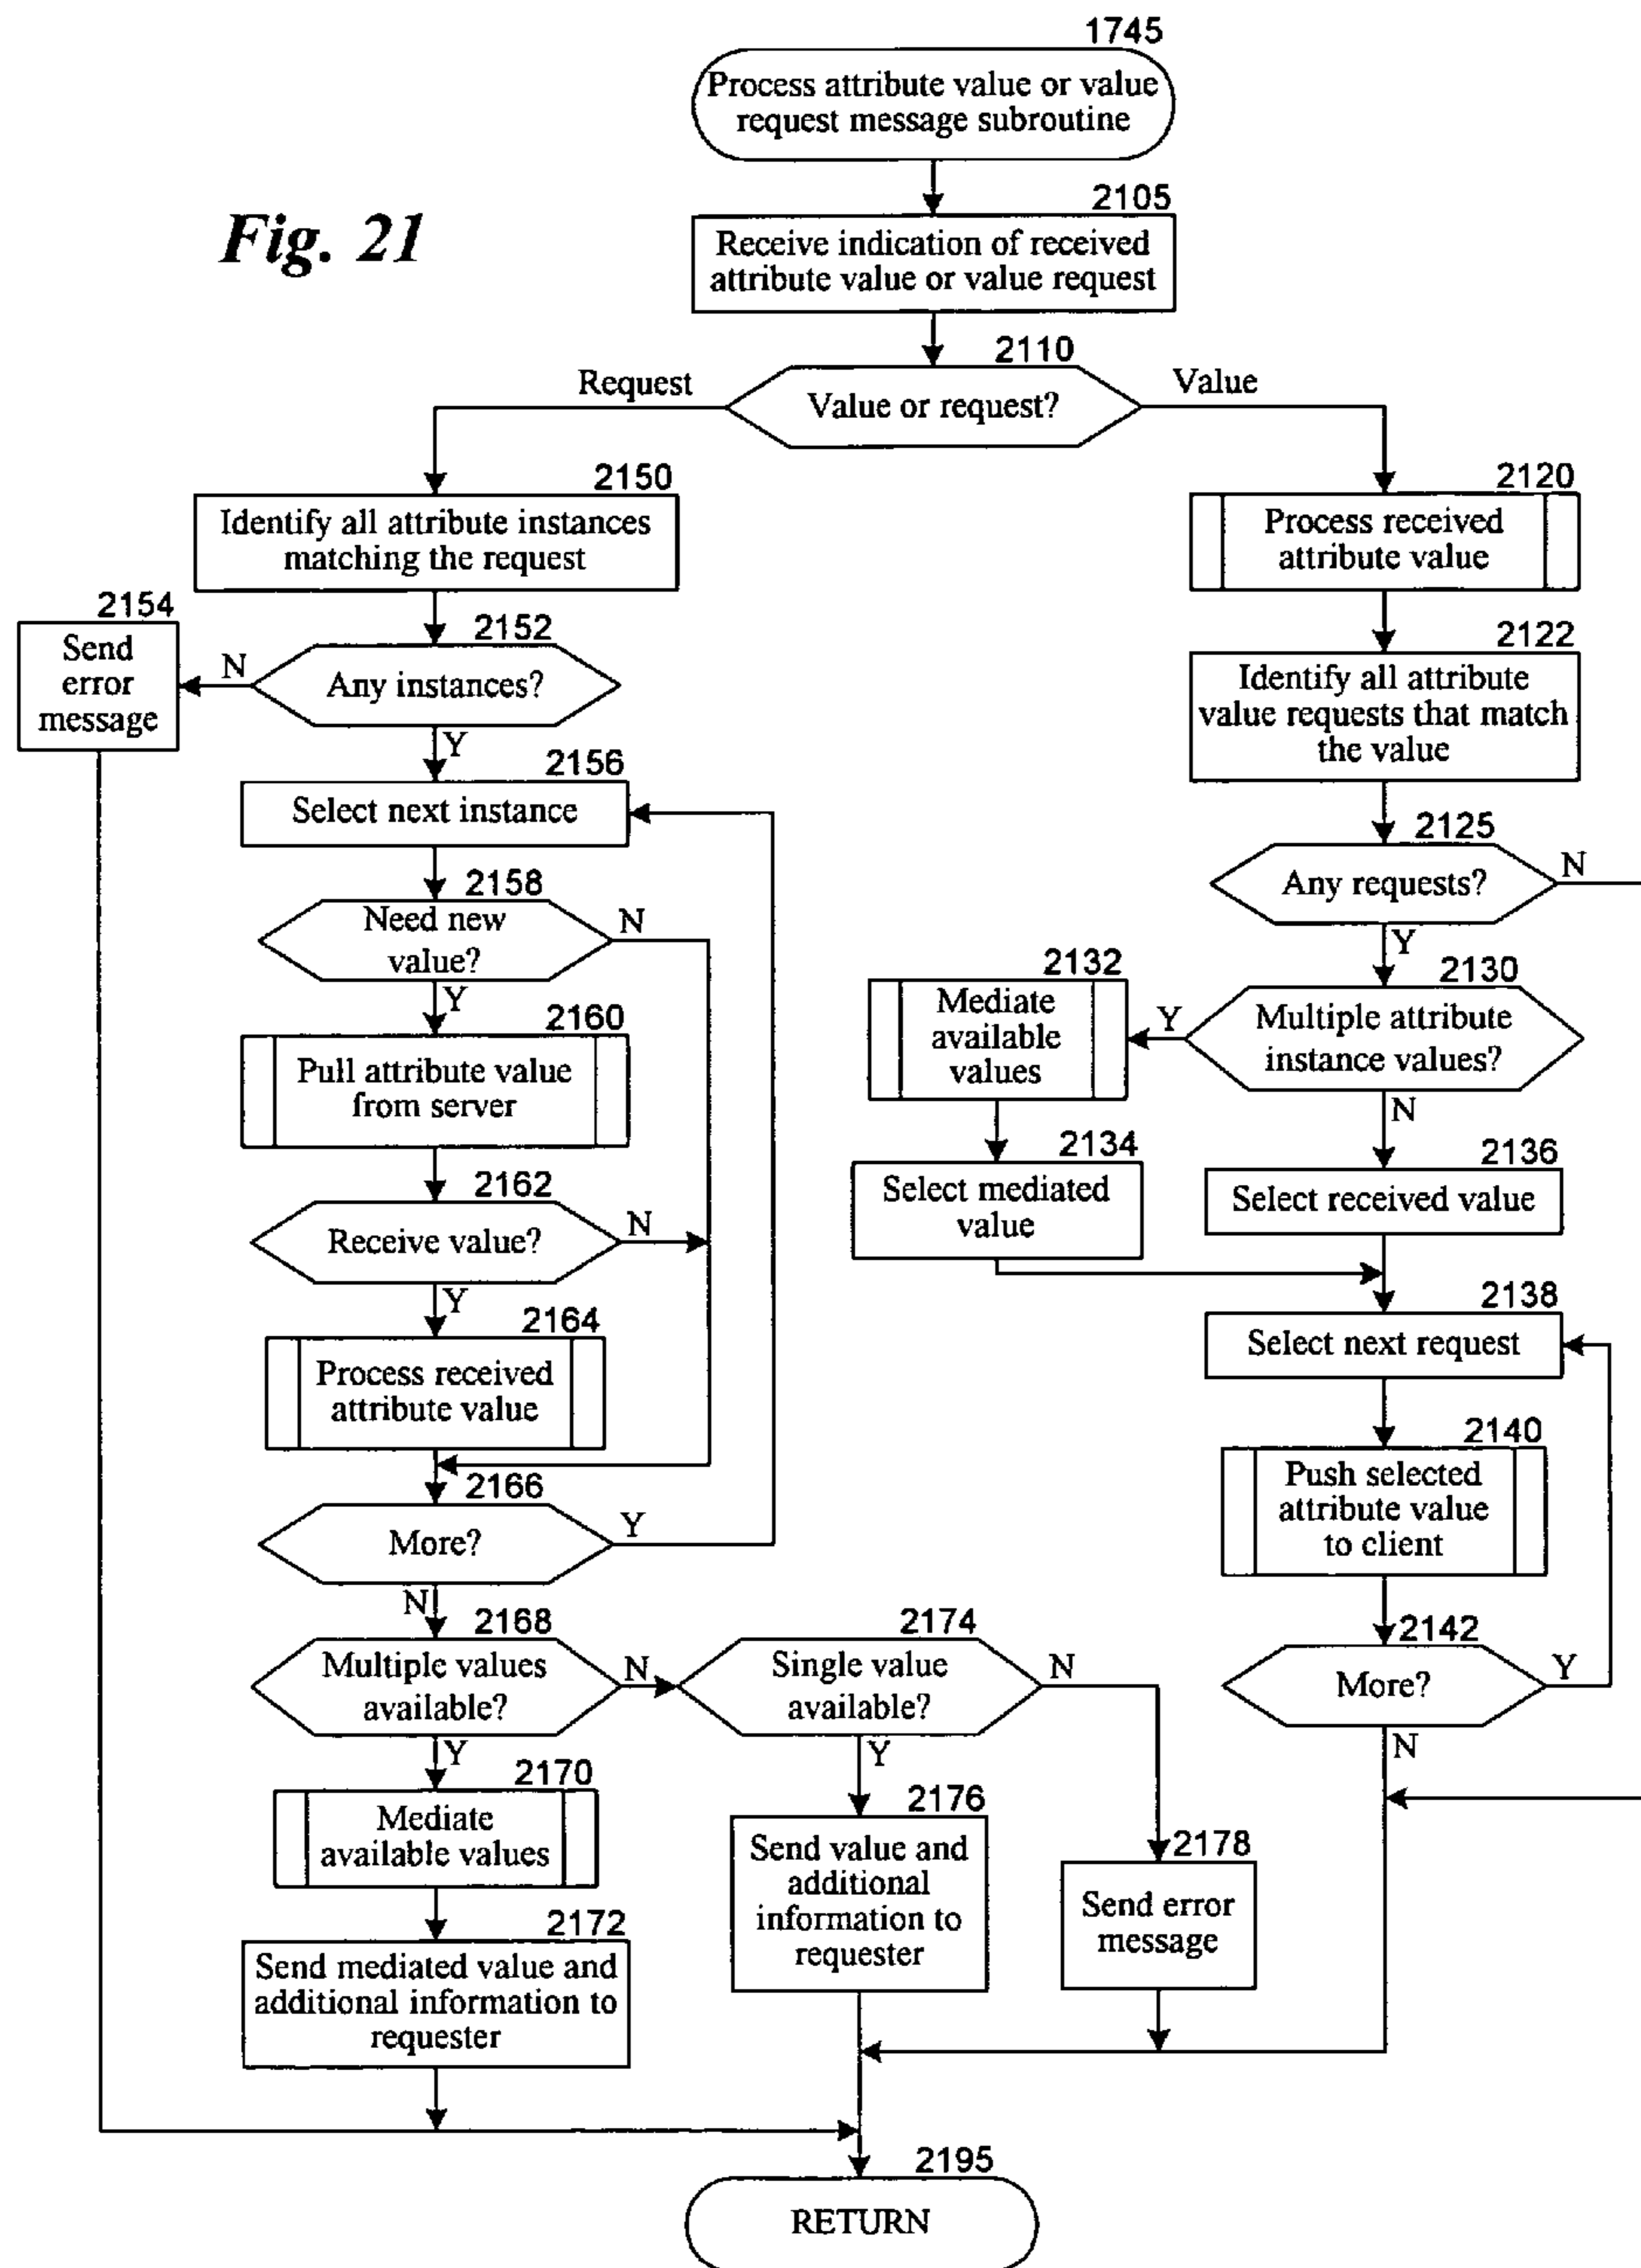 1745
Process attribute value or value
request message subroutine
Fig. 21
2105
Receive indication of received
attribute value or value request
2110
Request
Value or request?
Value
2150
Identify all attribute instances
matching the request
2154
Send
error
message
2152
N
Any instances?
Y
2156
Select next instance
2158
Need new
value?
N
Y
2160
Pull attribute value
from server
2162
Receive value?
N
Y
2164
Process received
attribute value
2166
More?
Y
N
2168
Multiple values
available?
N
Y
2170
Mediate
available values
2172
Send mediated value and
additional information to
requester
2174
Single value
available?
N
Y
2176
Send value and
additional
information to
requester
2178
Send error
message
2120
Process received
attribute value
2122
Identify all attribute
value requests that match
the value
2125
Any requests?
N
Y
2130
Multiple attribute
instance values?
Y
N
2132
Mediate
available
values
2134
Select mediated
value
2136
Select received value
2138
Select next request
2140
Push selected
attribute value
to client
2142
More?
Y
N
2195
RETURN